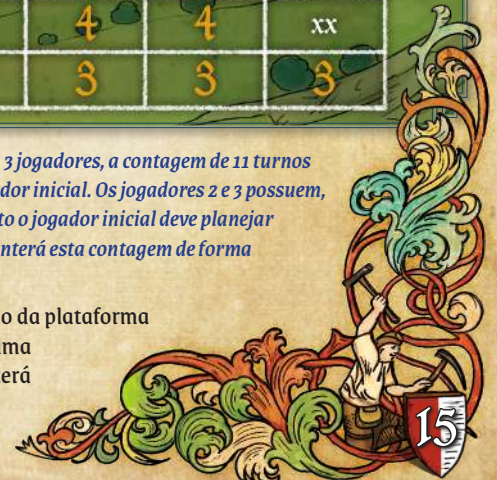 4 4 xx
3 3 3
3 jogadores, a contagem de 11 turnos
dor inicial. Os jogadores 2 e 3 possuem,
to o jogador inicial deve planejar
nterá esta contagem de forma
o da plataforma
uma
erá
15